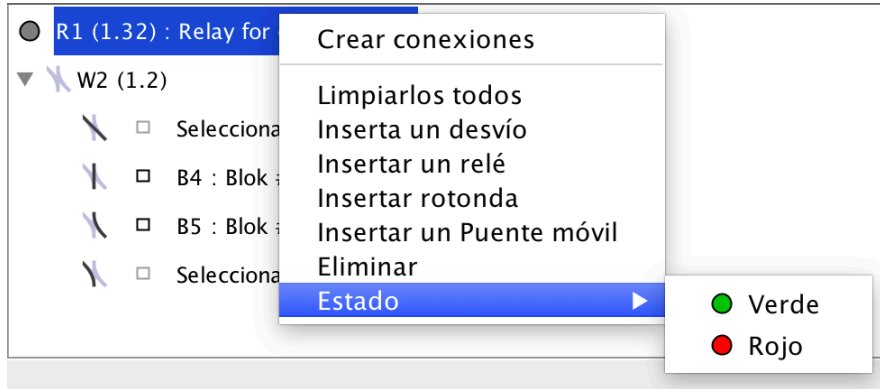 R1 (1.32) : Relay for
Crear conexiones
W2 (1.2)
Limpiarlos todos
Selecciona
Inserta un desvío
B4 : Blok
Insertar un relé
Insertar rotonda
B5 : Blok
Insertar un Puente móvil
Selecciona
Eliminar
Estado
Verde
Rojo